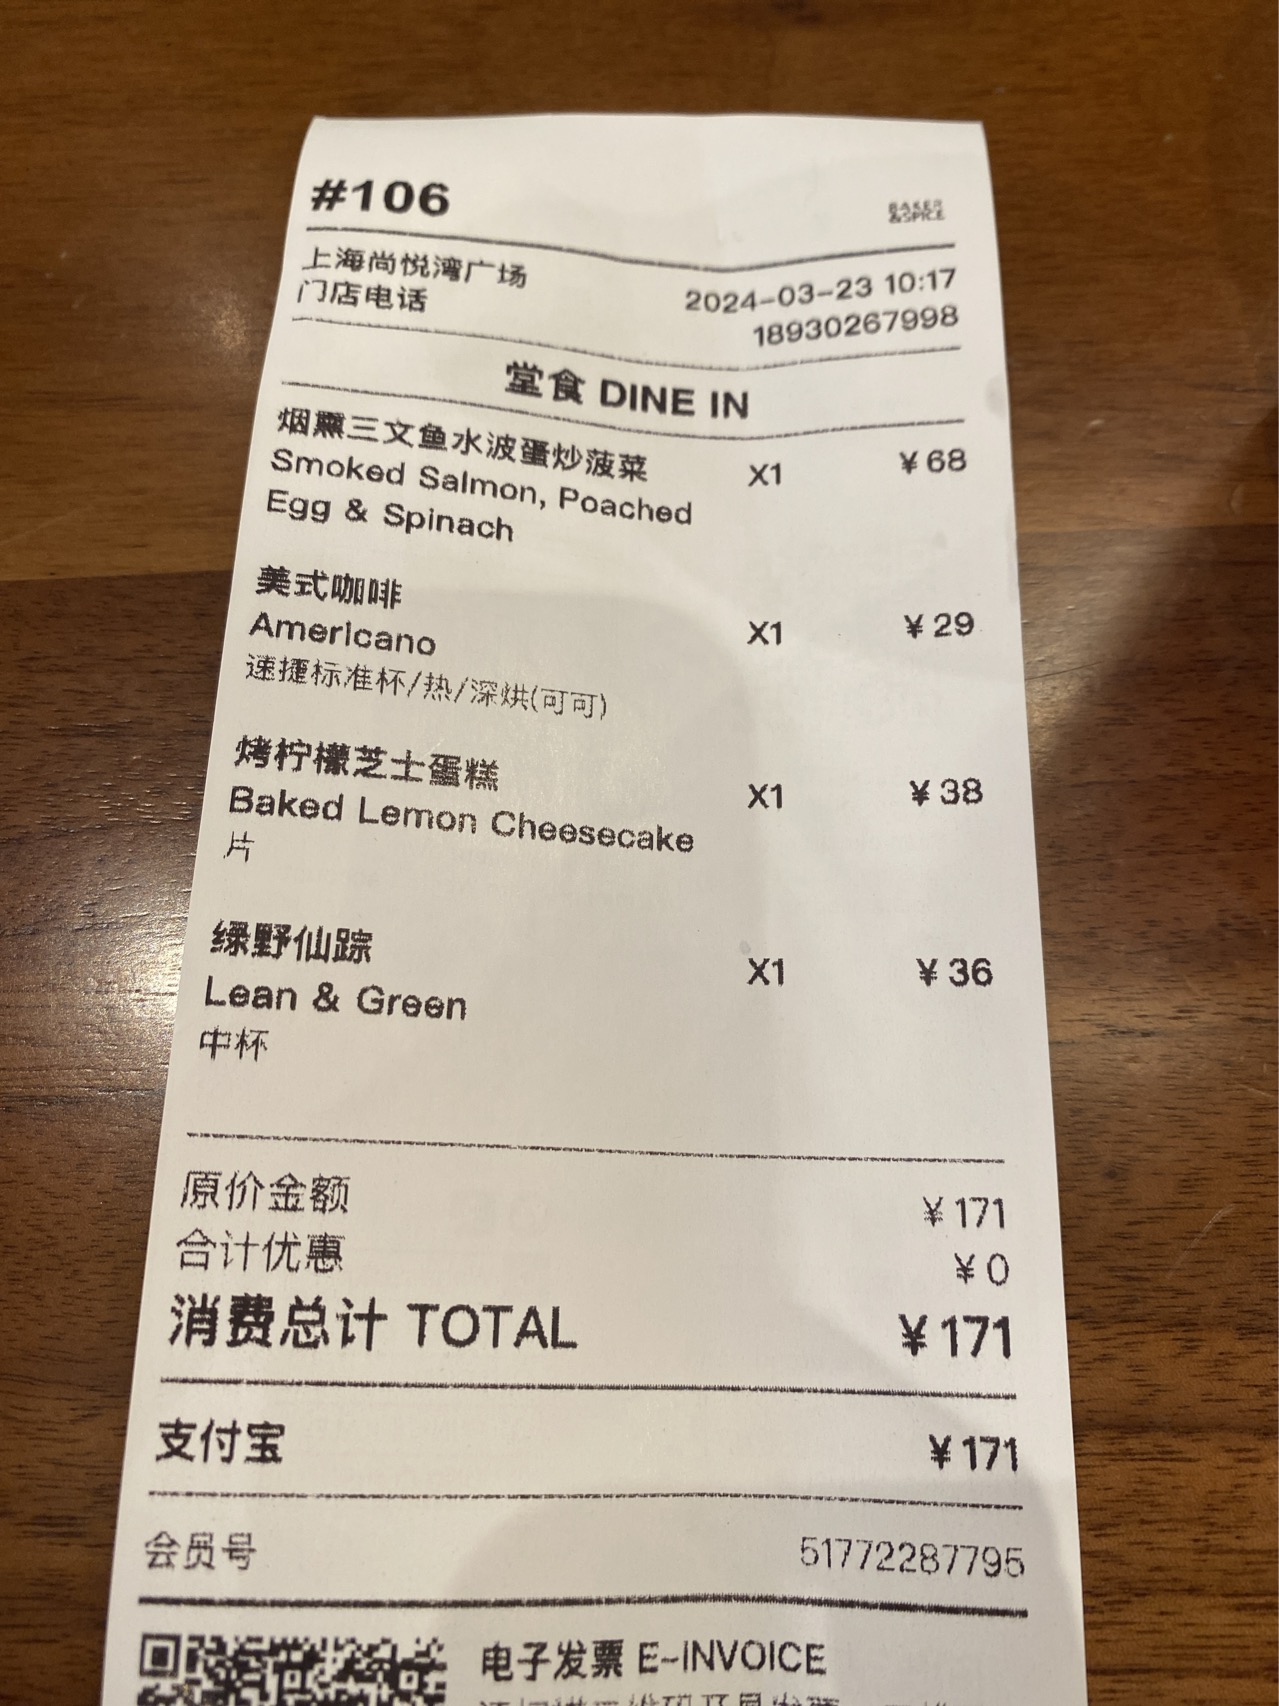 #106
BAKER
&SPICE
上海尚悦湾广场
2024-03-23 10:17
门店电话
18930267998
堂食 DINE IN
烟熏三文鱼水波蛋炒菠菜
Smoked Salmon, Poached
Egg & Spinach
X1 ¥68
美式咖啡
Americano
X1 ¥29
速捷标准杯/热/深烘(可可)
烤柠檬芝士蛋糕
Baked Lemon Cheesecake
X1 ¥38
片
绿野仙踪
Lean & Green
X1 ¥36
中杯
原价金额 ¥171
合计优惠 ¥0
消费总计 TOTAL ¥171
支付宝 ¥171
会员号 51772287795
电子发票 E-INVOICE